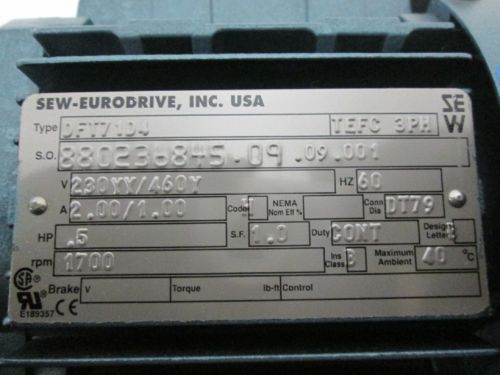 SEW-EURODRIVE, INC. USA
SEW
Type DFT71D4 TEFC 3PH
S.O. 880236845.09.09.001
V 230YY/460Y HZ 60
A 2.00/1.00 Code NEMA Nom Eff % Conn Dia DT79
HP .5 S.F. 1.0 Duty CONT Design Letter
rpm 1700 Ins Class B Maximum Ambient 40 °C
Brake V Torque lb-ft Control
E189357